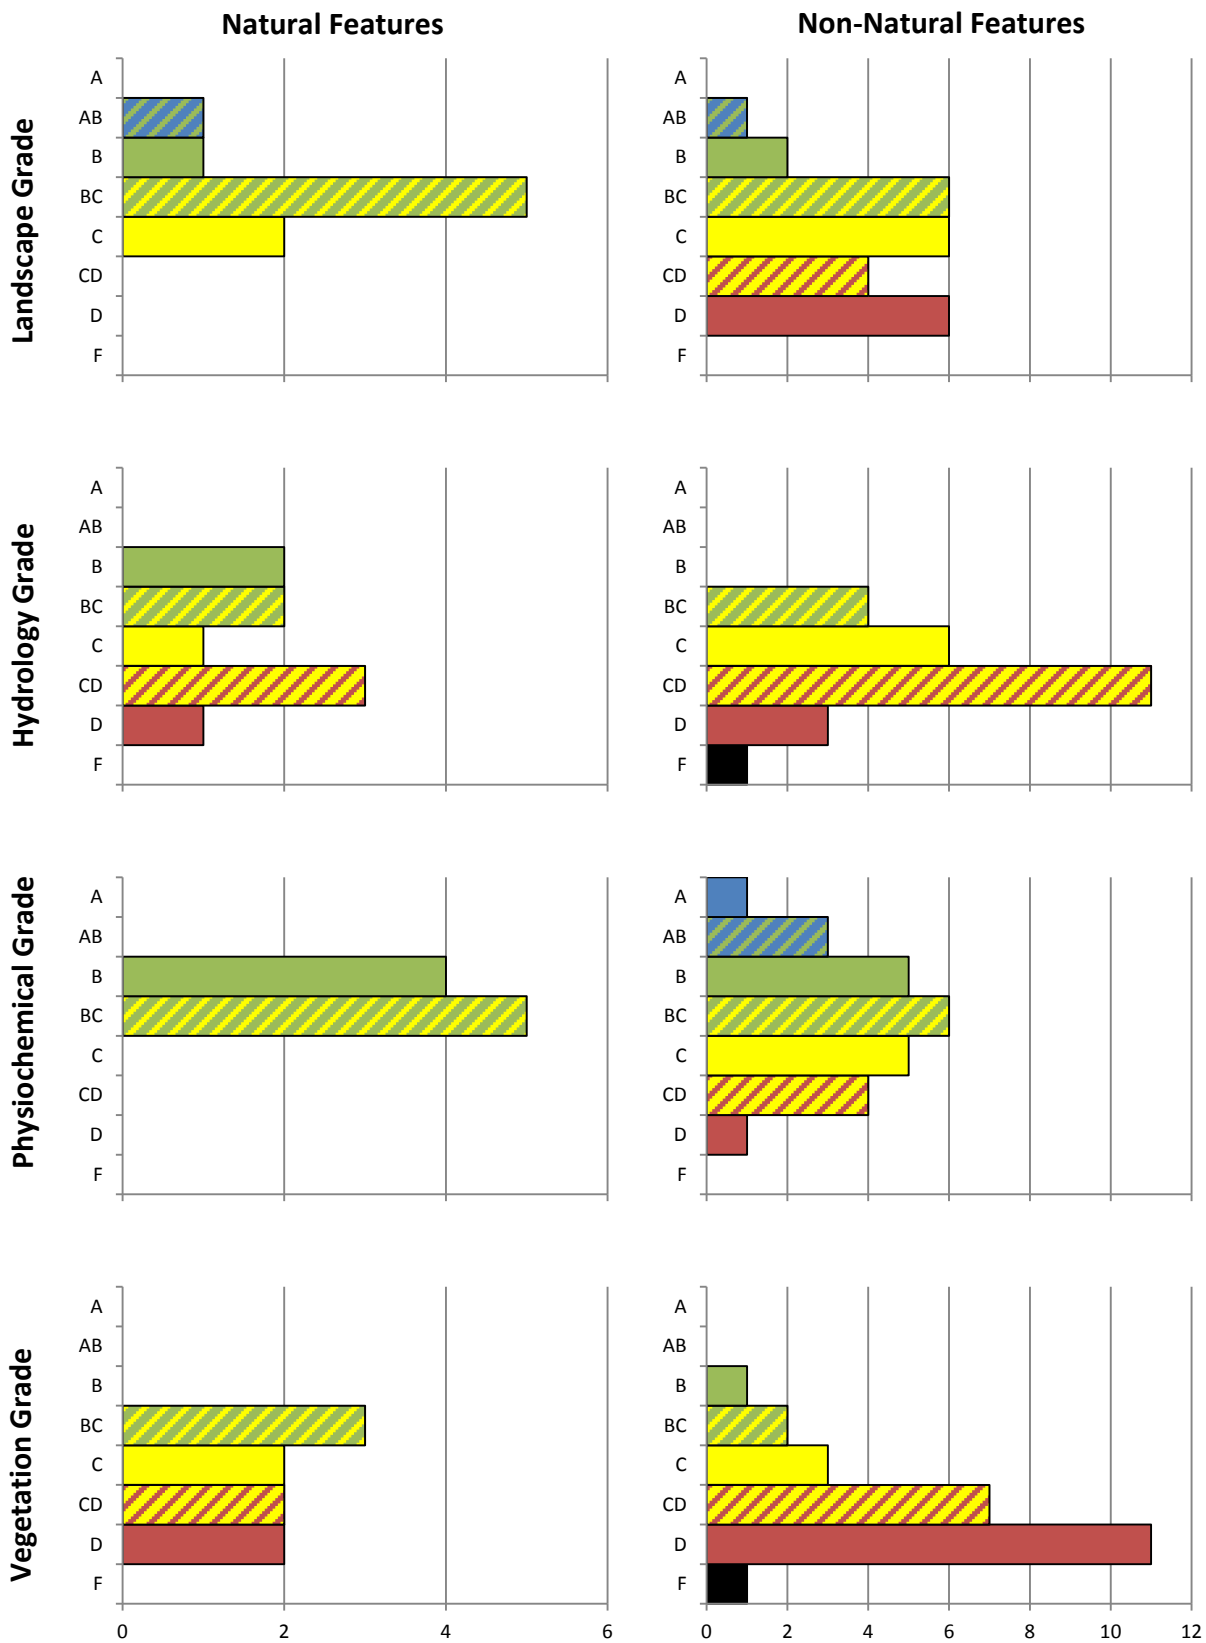 Natural Features
Non-Natural Features
Landscape Grade
A
AB
B
BC
C
CD
D
F
A
AB
B
BC
C
CD
D
F
Hydrology Grade
A
AB
B
BC
C
CD
D
F
A
AB
B
BC
C
CD
D
F
Physiochemical Grade
A
AB
B
BC
C
CD
D
F
A
AB
B
BC
C
CD
D
F
Vegetation Grade
A
AB
B
BC
C
CD
D
F
0 2 4 6
A
AB
B
BC
C
CD
D
F
0 2 4 6 8 10 12